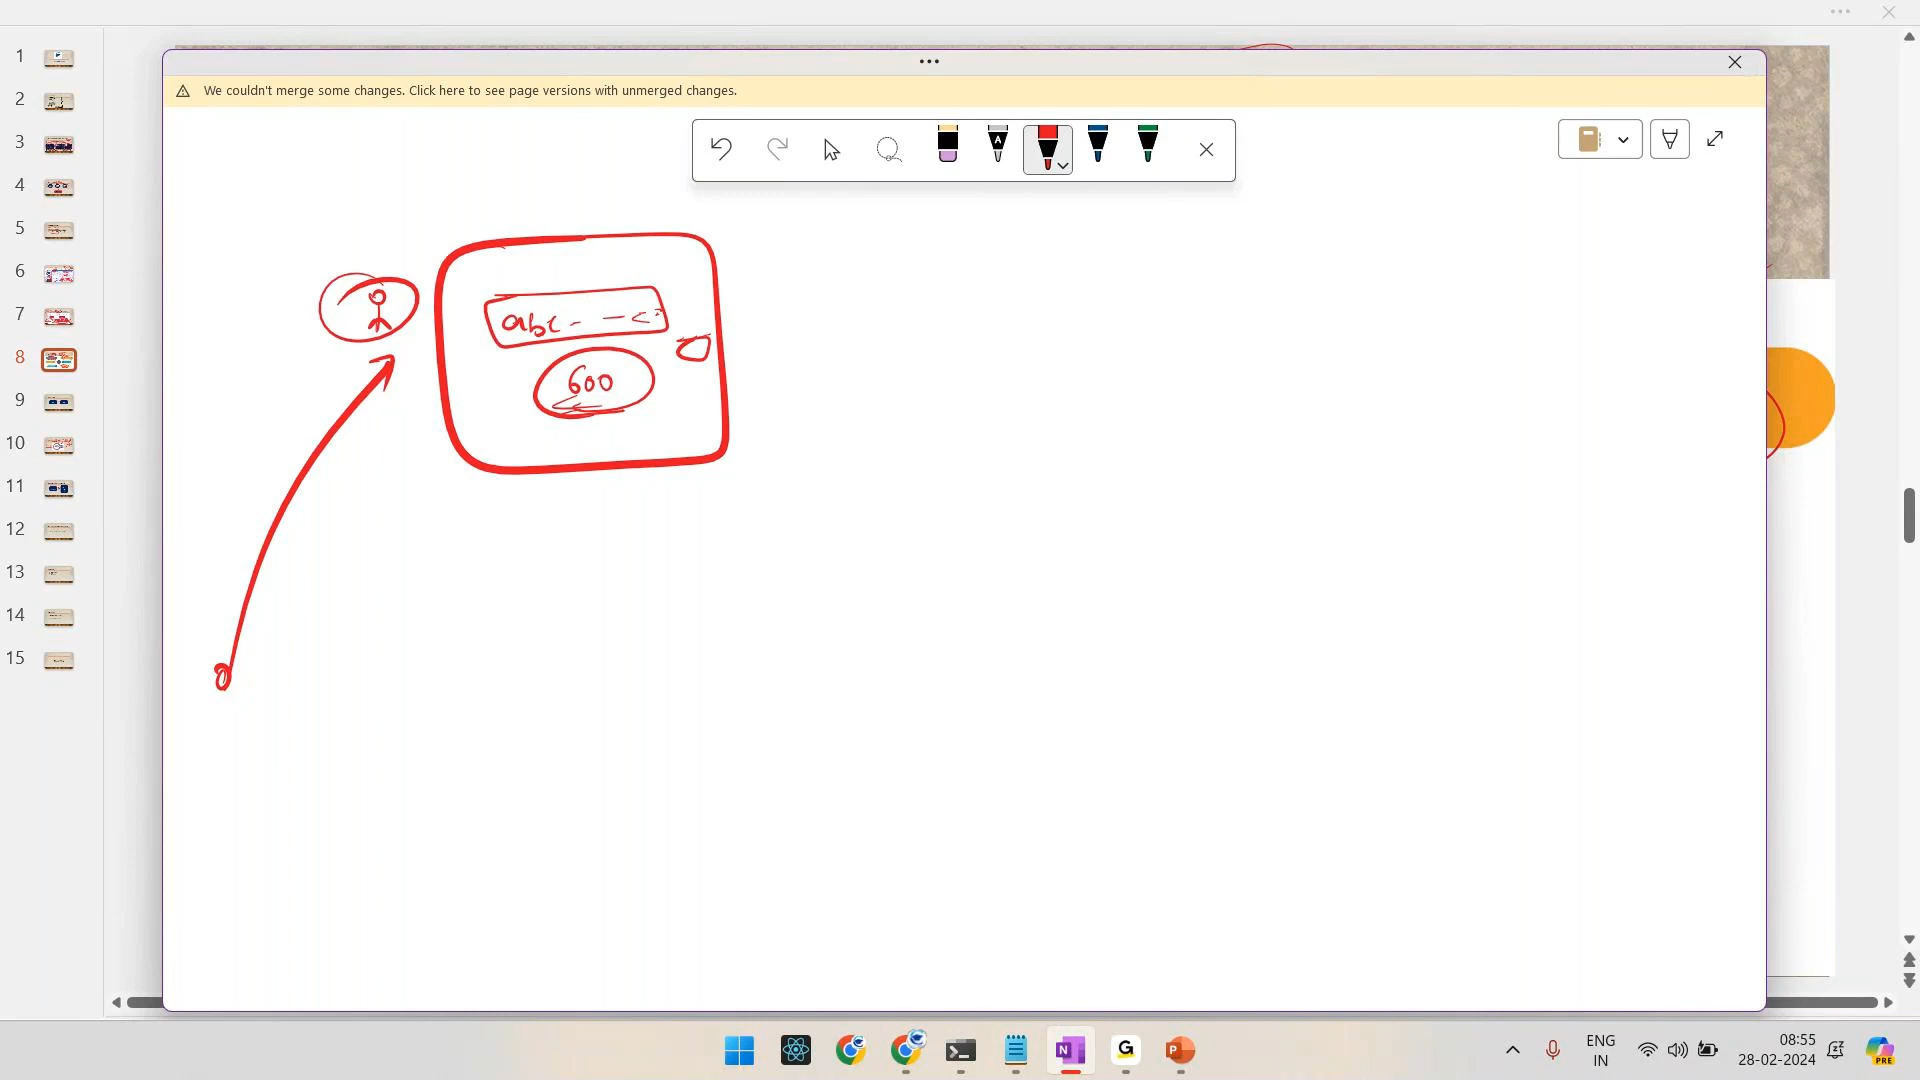 1
2
3
4
5
6
7
8
9
10
11
12
13
14
15
We couldn't merge some changes. Click here to see page versions with unmerged changes.
A
abc
600
N
G
P
ENG
IN
08:55
28-02-2024
PRE